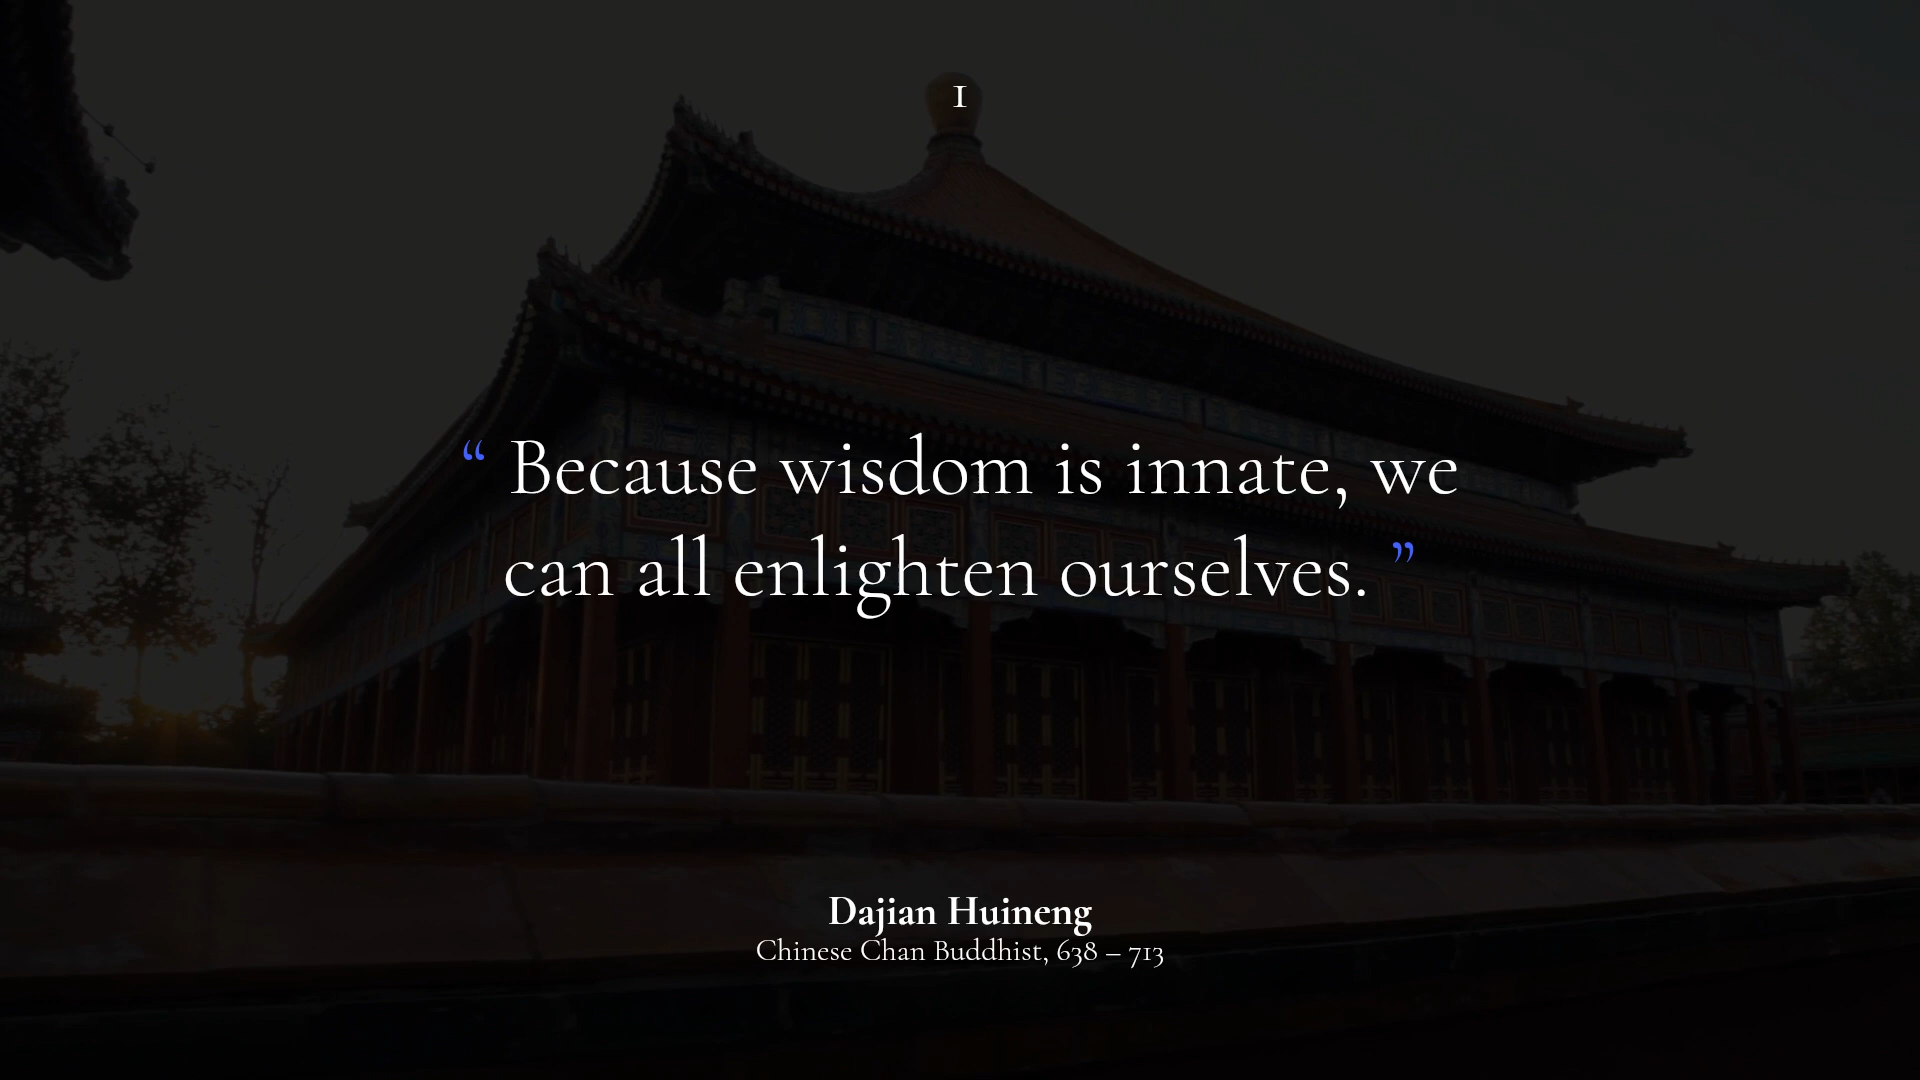 1
“ Because wisdom is innate, we
can all enlighten ourselves. ”
Dajian Huineng
Chinese Chan Buddhist, 638 – 713